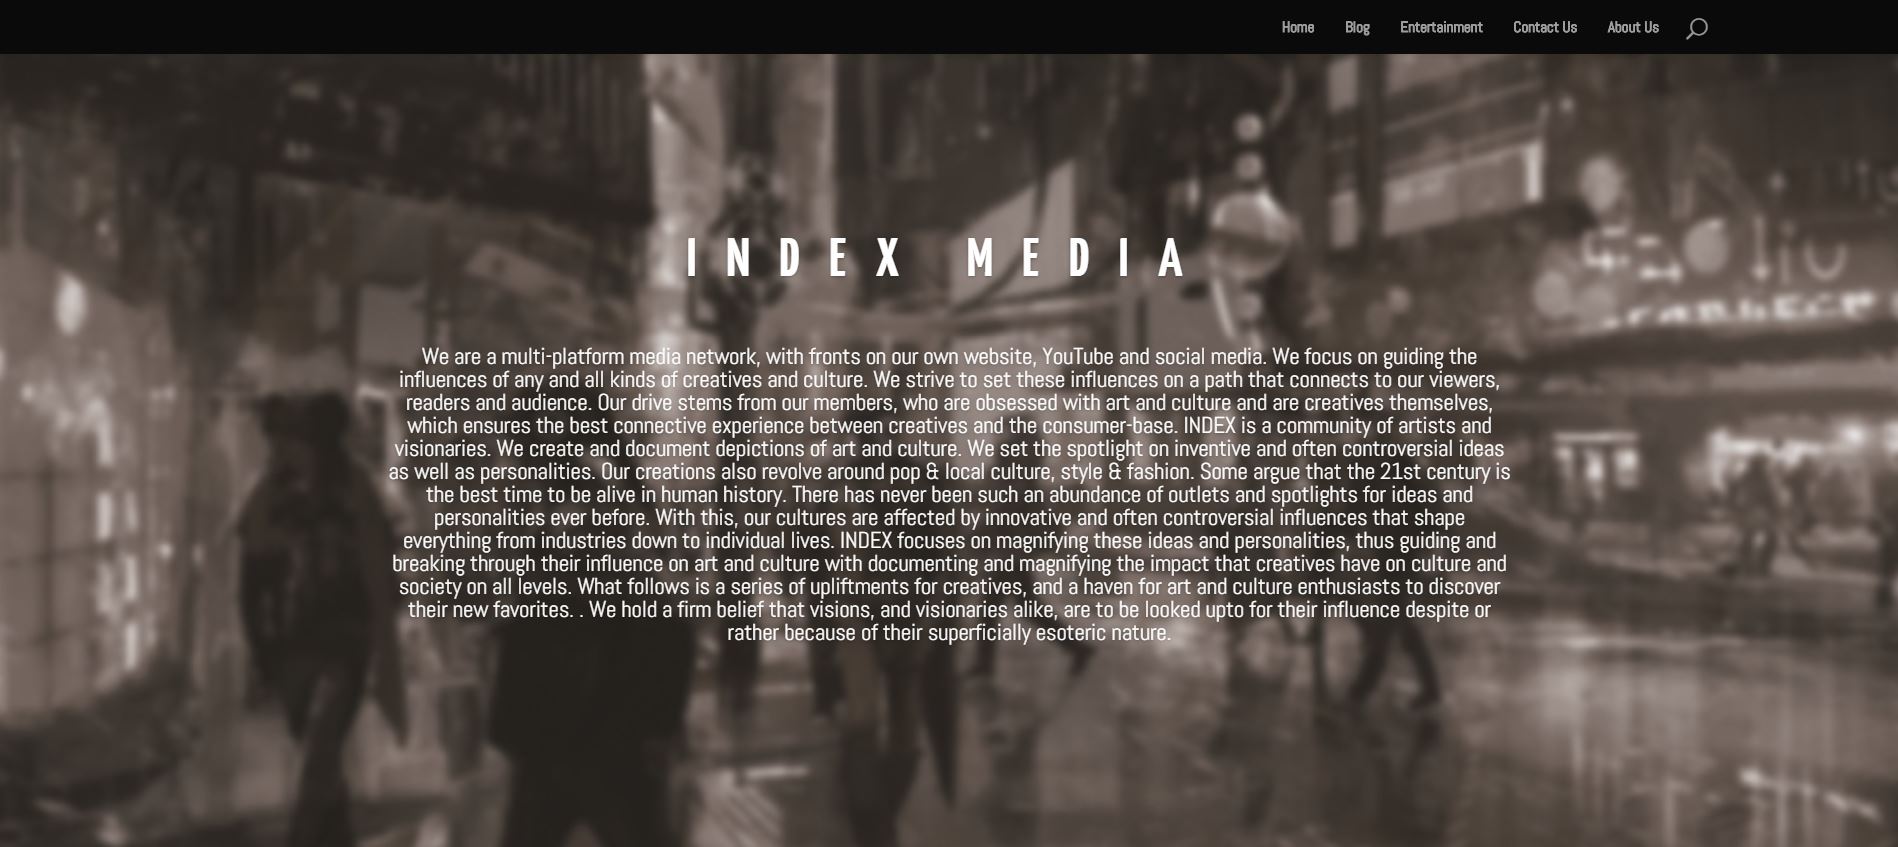 Home Blog Entertainment Contact Us About Us
INDEX MEDIA
We are a multi-platform media network, with fronts on our own website, YouTube and social media. We focus on guiding the
influences of any and all kinds of creatives and culture. We strive to set these influences on a path that connects to our viewers,
readers and audience. Our drive stems from our members, who are obsessed with art and culture and are creatives themselves,
which ensures the best connective experience between creatives and the consumer-base. INDEX is a community of artists and
visionaries. We create and document depictions of art and culture. We set the spotlight on inventive and often controversial ideas
as well as personalities. Our creations also revolve around pop & local culture, style & fashion. Some argue that the 21st century is
the best time to be alive in human history. There has never been such an abundance of outlets and spotlights for ideas and
personalities ever before. With this, our cultures are affected by innovative and often controversial influences that shape
everything from industries down to individual lives. INDEX focuses on magnifying these ideas and personalities, thus guiding and
breaking through their influence on art and culture with documenting and magnifying the impact that creatives have on culture and
society on all levels. What follows is a series of upliftments for creatives, and a haven for art and culture enthusiasts to discover
their new favorites. . We hold a firm belief that visions, and visionaries alike, are to be looked upto for their influence despite or
rather because of their superficially esoteric nature.